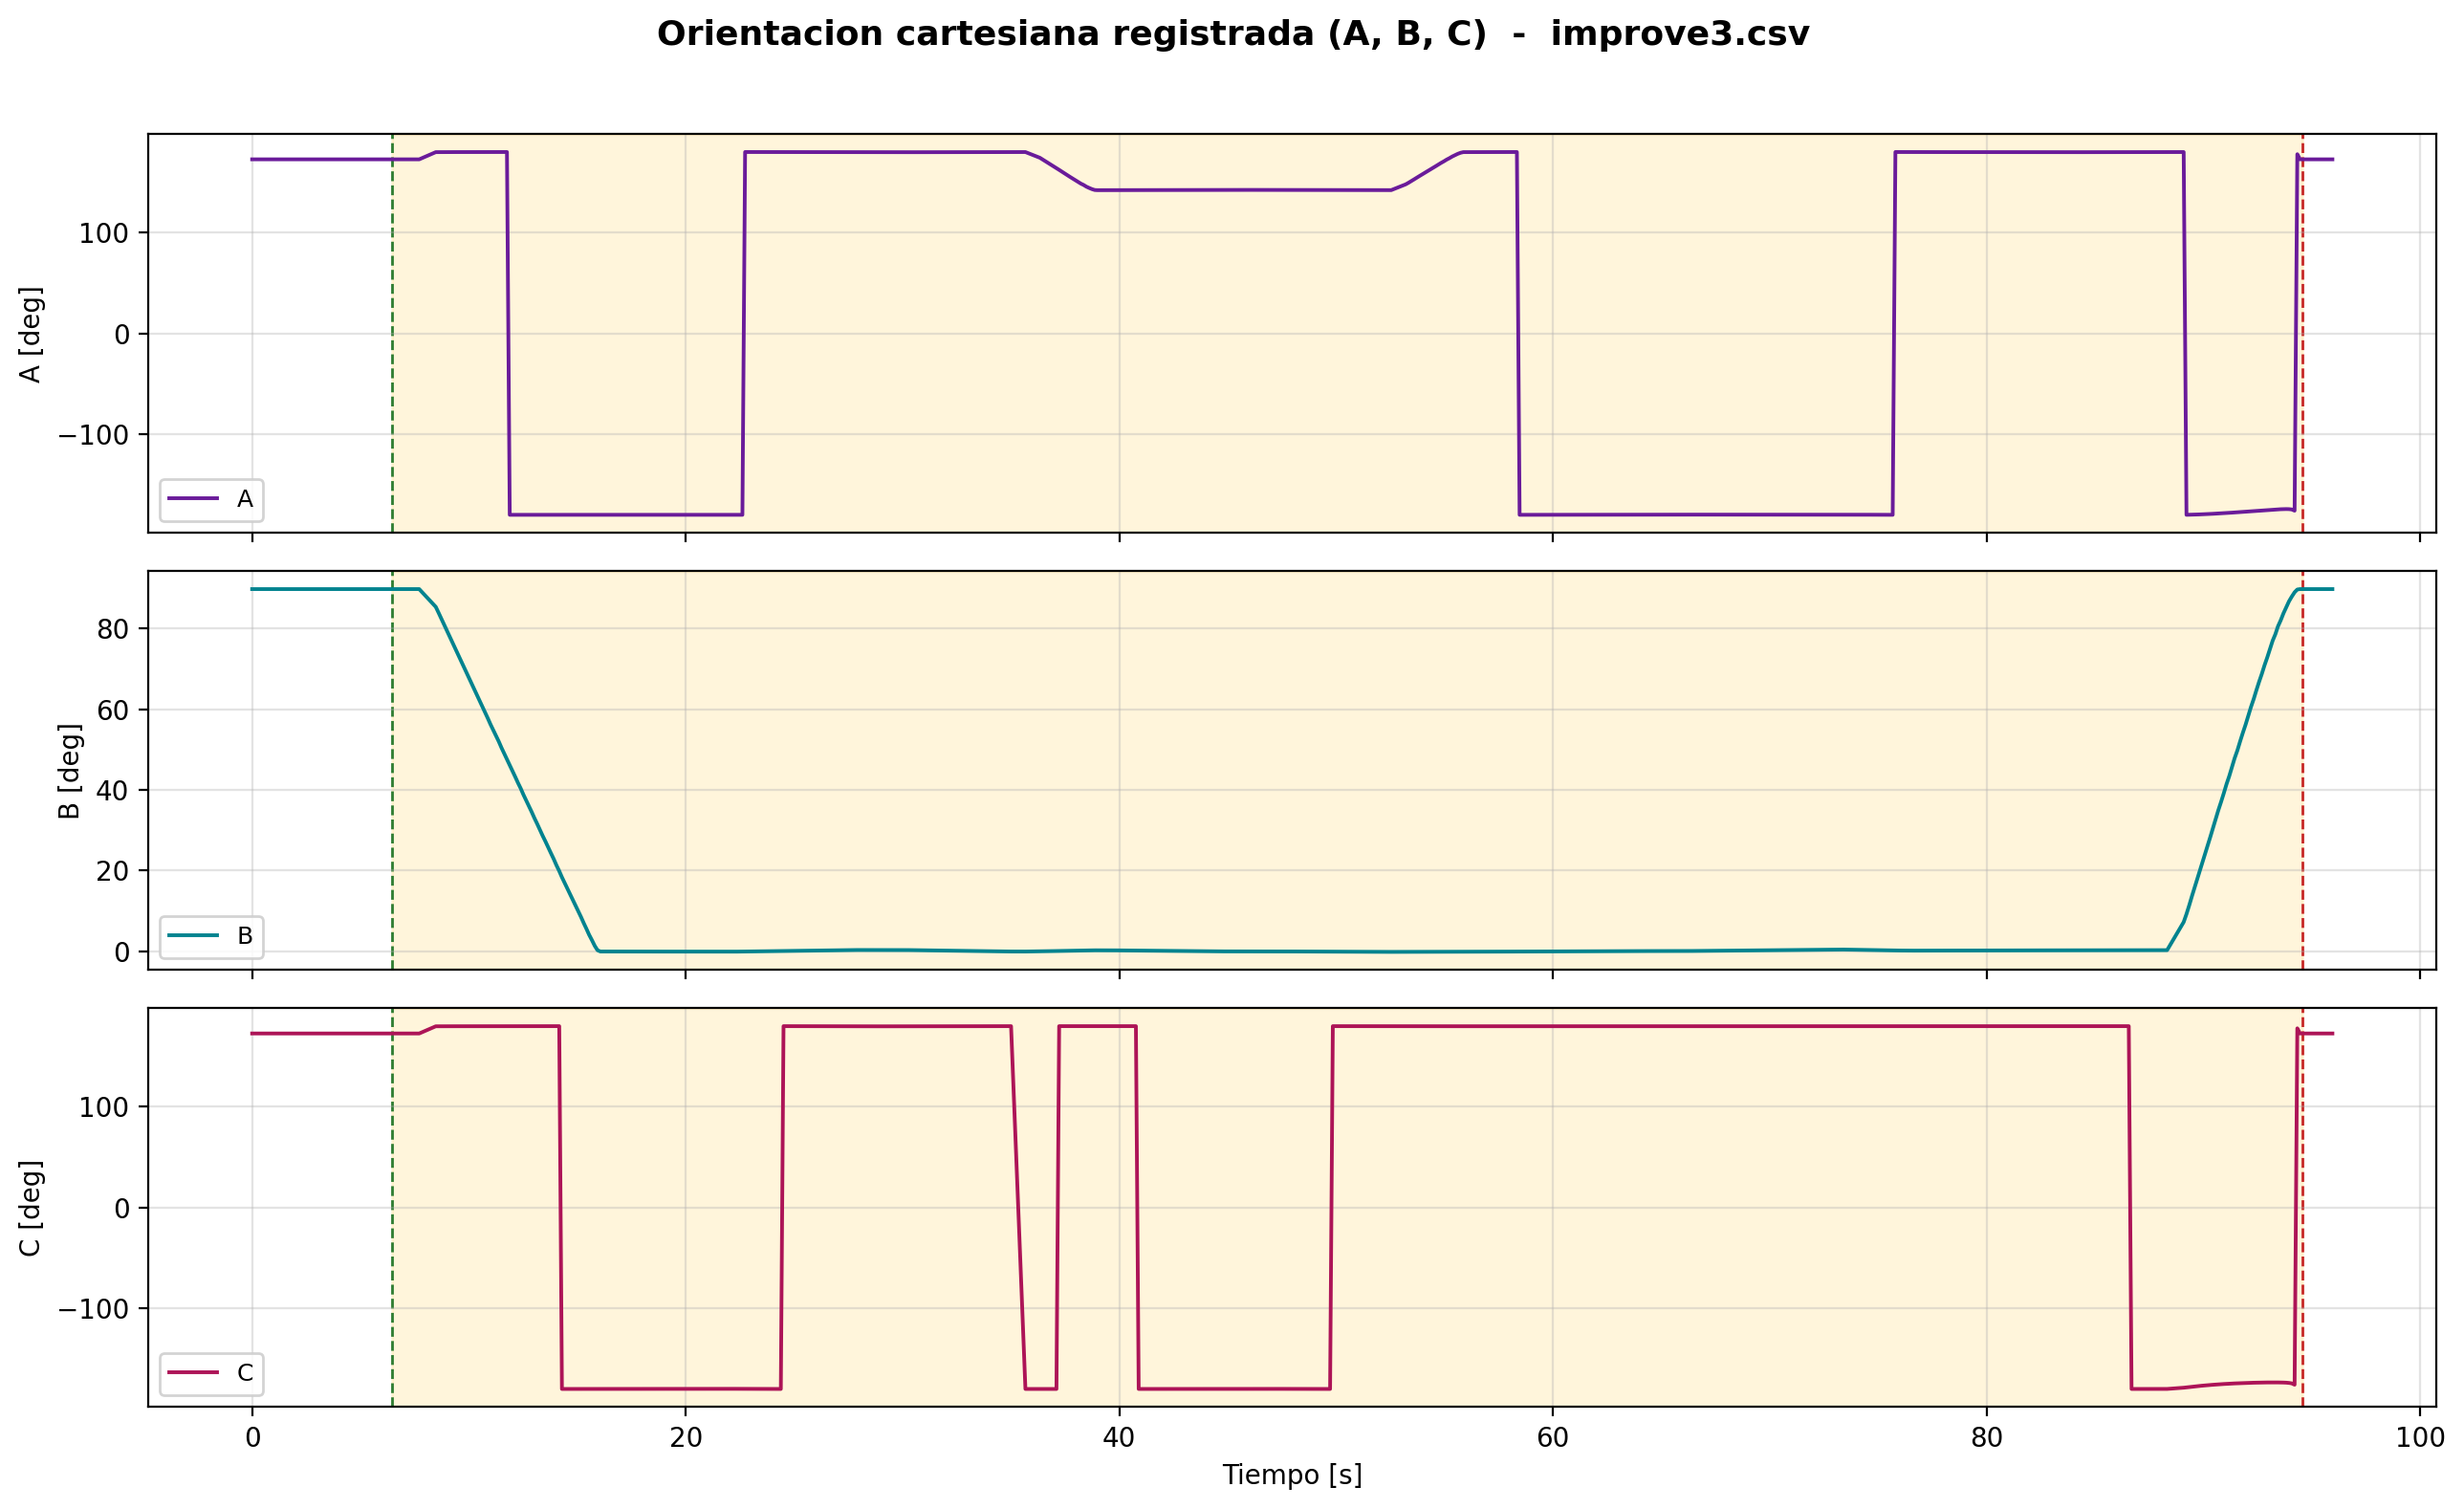 Orientacion cartesiana registrada (A, B, C)  -  improve3.csv
A [deg]
100
0
−100
A
B [deg]
80
60
40
20
0
B
C [deg]
100
0
−100
C
0 20 40 60 80 100
Tiempo [s]